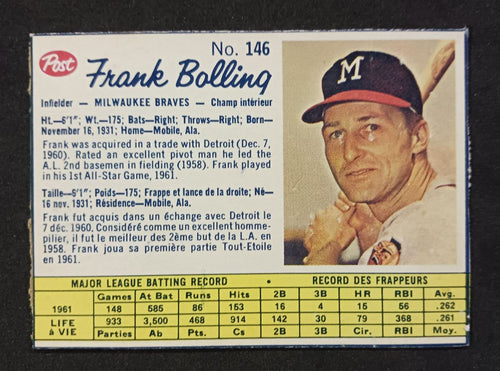 No. 146
Post
Frank Bolling
Infielder – MILWAUKEE BRAVES – Champ intérieur
Ht.—6'1"; Wt.—175; Bats—Right; Throws—Right; Born—
November 16, 1931; Home—Mobile, Ala.
Frank was acquired in a trade with Detroit (Dec. 7,
1960). Rated an excellent pivot man he led the
A.L. 2nd basemen in fielding (1958). Frank played
in his 1st All-Star Game, 1961.
Taille—6'1"; Poids—175; Frappe et lance de la droite; Né—
16 nov. 1931; Résidence—Mobile, Ala.
Frank fut acquis dans un échange avec Detroit le
7 déc. 1960. Considéré comme un excellent homme-
pilier, il fut le meilleur des 2ème but de la L.A. en
1958. Frank joua sa première partie Tout-Etoile
en 1961.
M
MAJOR LEAGUE BATTING RECORD • RECORD DES FRAPPEURS
Games At Bat Runs Hits 2B 3B HR RBI Avg.
1961 148 585 86 153 16 4 15 56 .262
LIFE à VIE 933 3,500 468 914 142 30 79 368 .261
Parties Ab Pts. Cs 2B 3B Cir. RBI Moy.